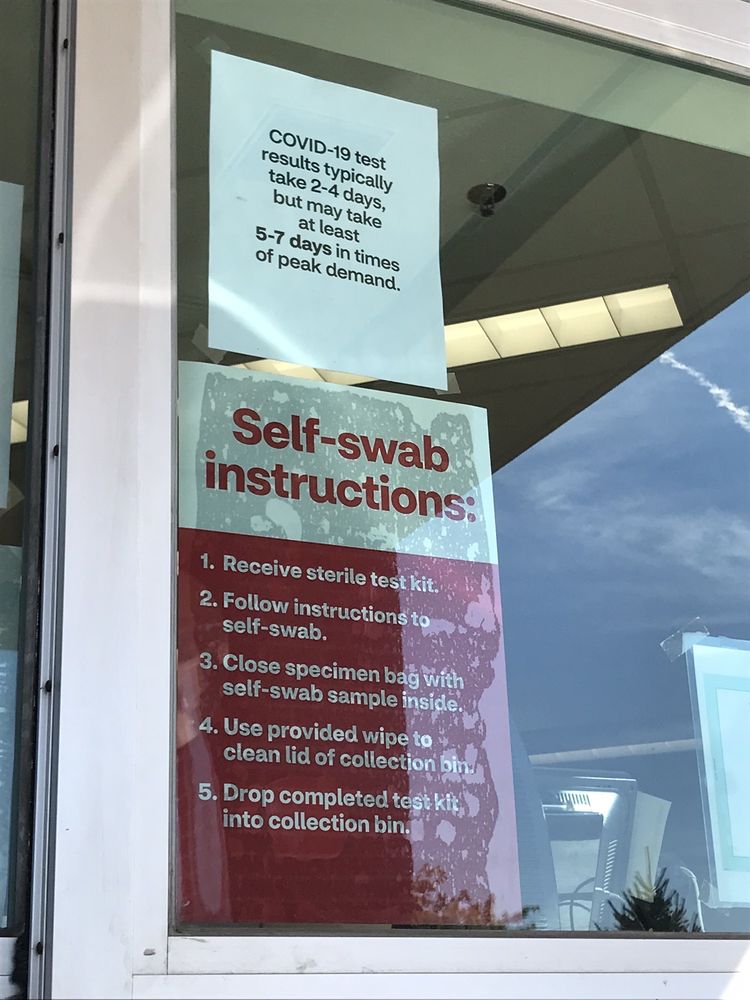 COVID-19 test
results typically
take 2-4 days,
but may take
at least
5-7 days in times
of peak demand.
Self-swab
instructions:
1. Receive sterile test kit.
2. Follow instructions to
self-swab.
3. Close specimen bag with
self-swab sample inside.
4. Use provided wipe to
clean lid of collection bin.
5. Drop completed test kit
into collection bin.